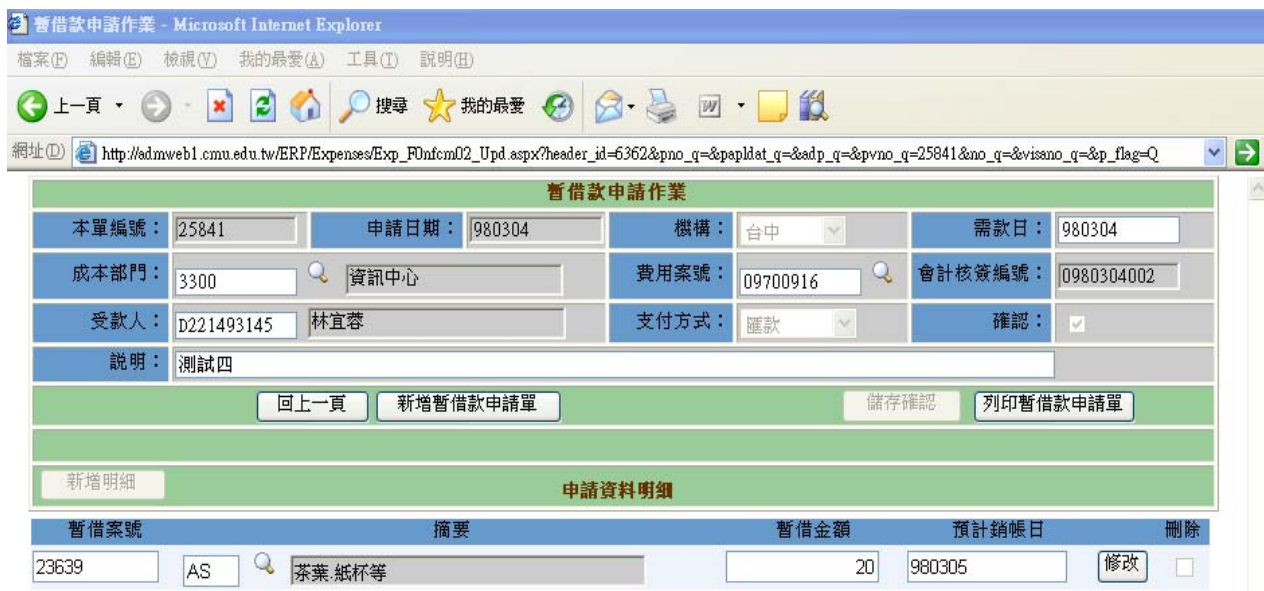 暫借款申請作業 - Microsoft Internet Explorer
檔案(F) 編輯(E) 檢視(V) 我的最愛(A) 工具(T) 說明(H)
上一頁 搜尋 我的最愛
網址(D) http://admweb1.cmu.edu.tw/ERP/Expenses/Exp_F0nfcm02_Upd.aspx?header_id=6362&pno_q=&papldat_q=&adp_q=&pvno_q=25841&no_q=&visano_q=&p_flag=Q
暫借款申請作業
本單編號： 25841 申請日期： 980304 機構： 台中 需款日： 980304
成本部門： 3300 資訊中心 費用案號： 09700916 會計核簽編號： 0980304002
受款人： D221493145 林宜蓉 支付方式： 匯款 確認：
說明： 測試四
回上一頁 新增暫借款申請單 儲存確認 列印暫借款申請單
新增明細 申請資料明細
暫借案號 摘要 暫借金額 預計銷帳日 刪除
23639 AS 茶葉.紙杯等 20 980305 修改